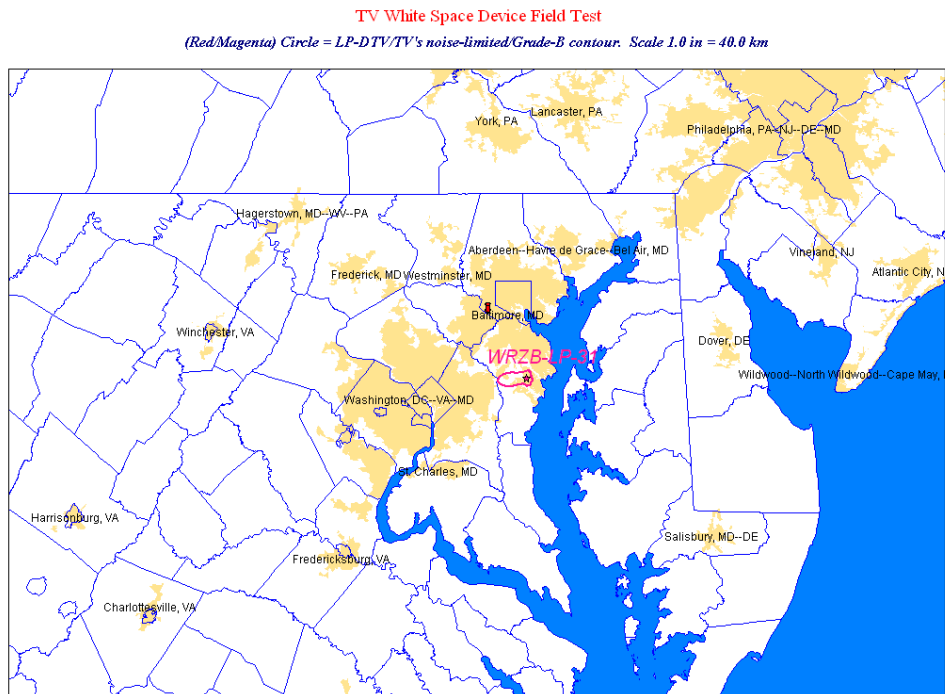 TV White Space Device Field Test
(Red/Magenta) Circle = LP-DTV/TV's noise-limited/Grade-B contour. Scale 1.0 in = 40.0 km
Lancaster, PA
York, PA
Philadelphia, PA--NJ--DE--MD
Hagerstown, MD--WV--PA
Aberdeen--Havre de Grace--Bel Air, MD
Vineland, NJ
Frederick, MD
Westminster, MD
Atlantic City, N
Baltimore, MD
Winchester, VA
Dover, DE
WRZB-LP-31
Wildwood--North Wildwood--Cape May,
Washington, DC--VA--MD
St. Charles, MD
Harrisonburg, VA
Salisbury, MD--DE
Fredericksburg, VA
Charlottesville, VA